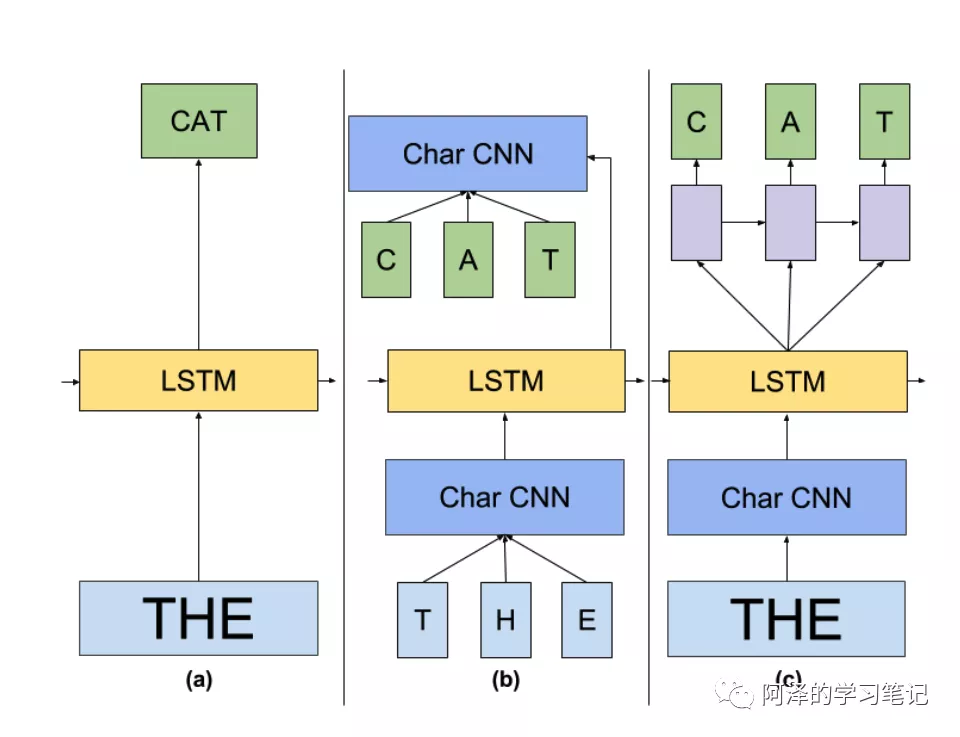 CAT
LSTM
THE
(a)
Char CNN
C A T
LSTM
Char CNN
T H E
(b)
C A T
LSTM
Char CNN
THE
(c)
阿泽的学习笔记